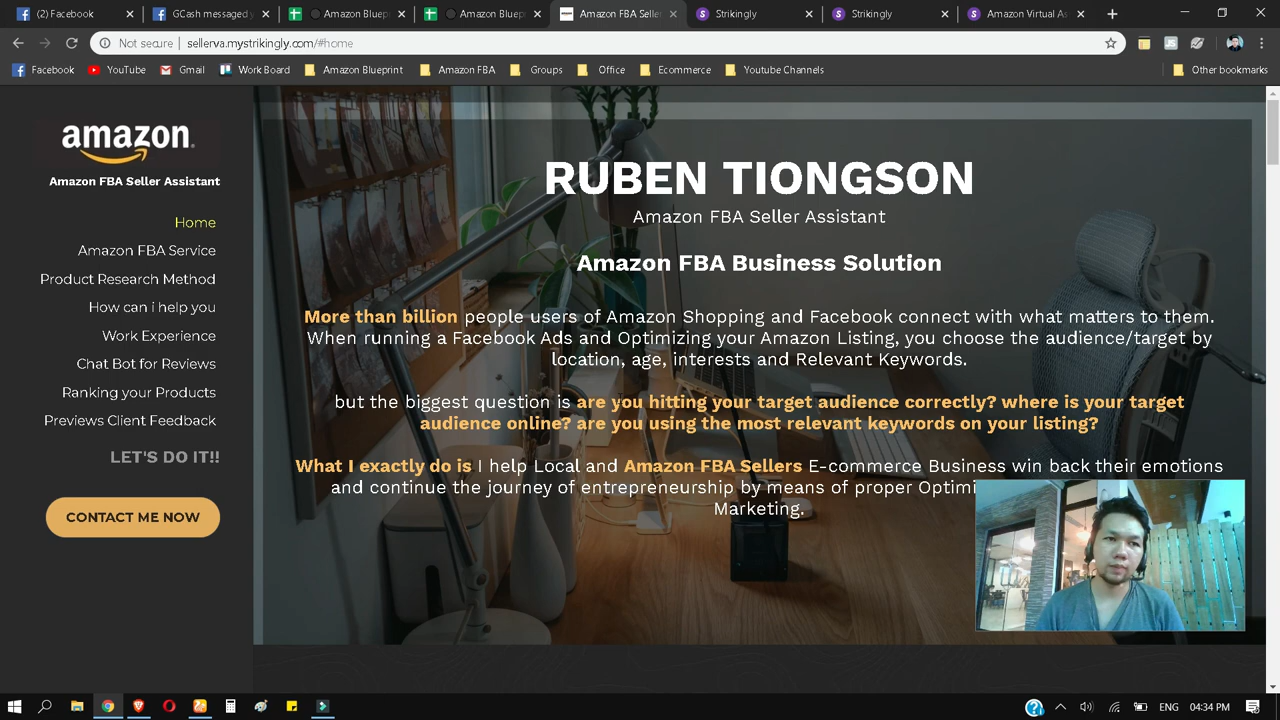 (2) Facebook
GCash messaged y
Amazon Bluepr
Amazon Bluepr
Amazon FBA Selle
Strikingly
Strikingly
Amazon Virtual As
Not secure | sellerva.mystrikingly.com/#home
Facebook
YouTube
Gmail
Work Board
Amazon Blueprint
Amazon FBA
Groups
Office
Ecommerce
Youtube Channels
Other bookmarks
amazon
Amazon FBA Seller Assistant
Home
Amazon FBA Service
Product Research Method
How can i help you
Work Experience
Chat Bot for Reviews
Ranking your Products
Previews Client Feedback
LET'S DO IT!!
CONTACT ME NOW
RUBEN TIONGSON
Amazon FBA Seller Assistant
Amazon FBA Business Solution
More than billion people users of Amazon Shopping and Facebook connect with what matters to them.
When running a Facebook Ads and Optimizing your Amazon Listing, you choose the audience/target by
location, age, interests and Relevant Keywords.
but the biggest question is are you hitting your target audience correctly? where is your target
audience online? are you using the most relevant keywords on your listing?
What I exactly do is I help Local and Amazon FBA Sellers E-commerce Business win back their emotions
and continue the journey of entrepreneurship by means of proper Optimi
Marketing.
ENG
04:34 PM